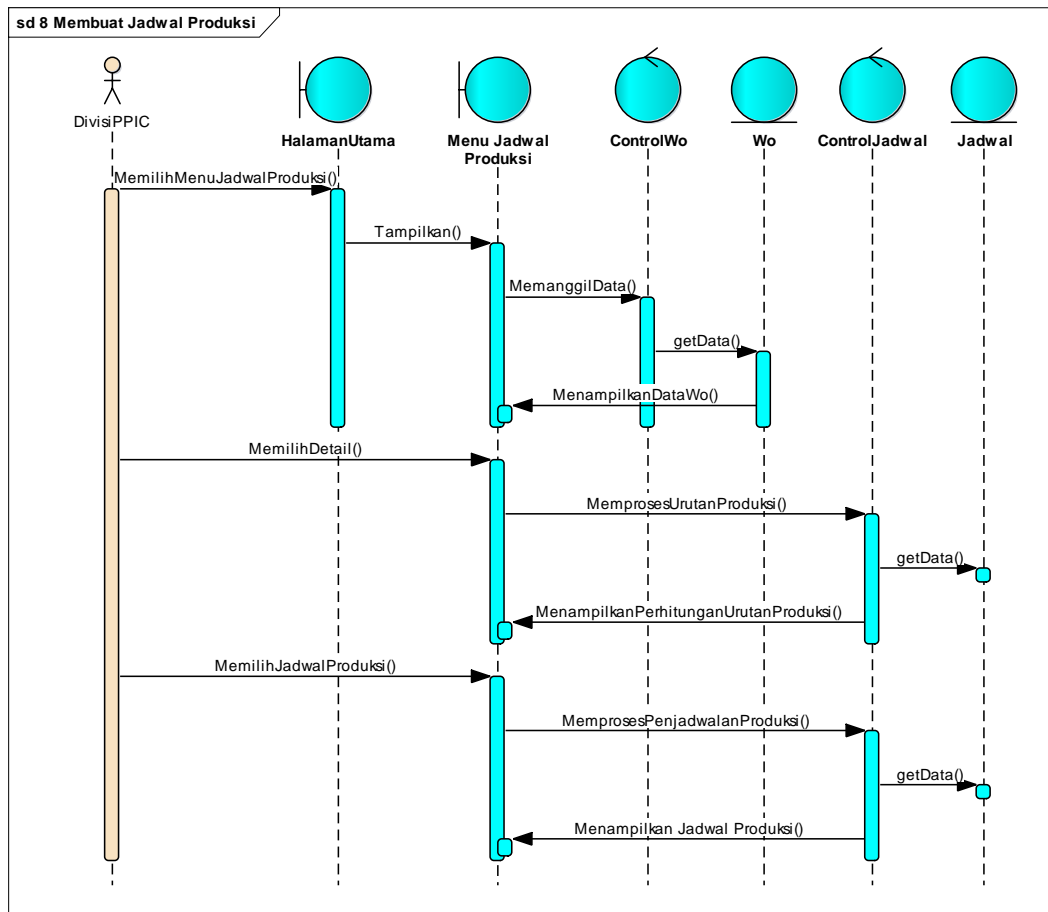 sd 8 Membuat Jadwal Produksi
DivisiPPIC
HalamanUtama
Menu Jadwal
Produksi
ControlWo
Wo
ControlJadwal
Jadwal
MemilihMenuJadwalProduksi()
Tampilkan()
MemanggilData()
getData()
MenampilkanDataWo()
MemilihDetail()
MemprosesUrutanProduksi()
getData()
MenampilkanPerhitunganUrutanProduksi()
MemilihJadwalProduksi()
MemprosesPenjadwalanProduksi()
getData()
Menampilkan Jadwal Produksi()